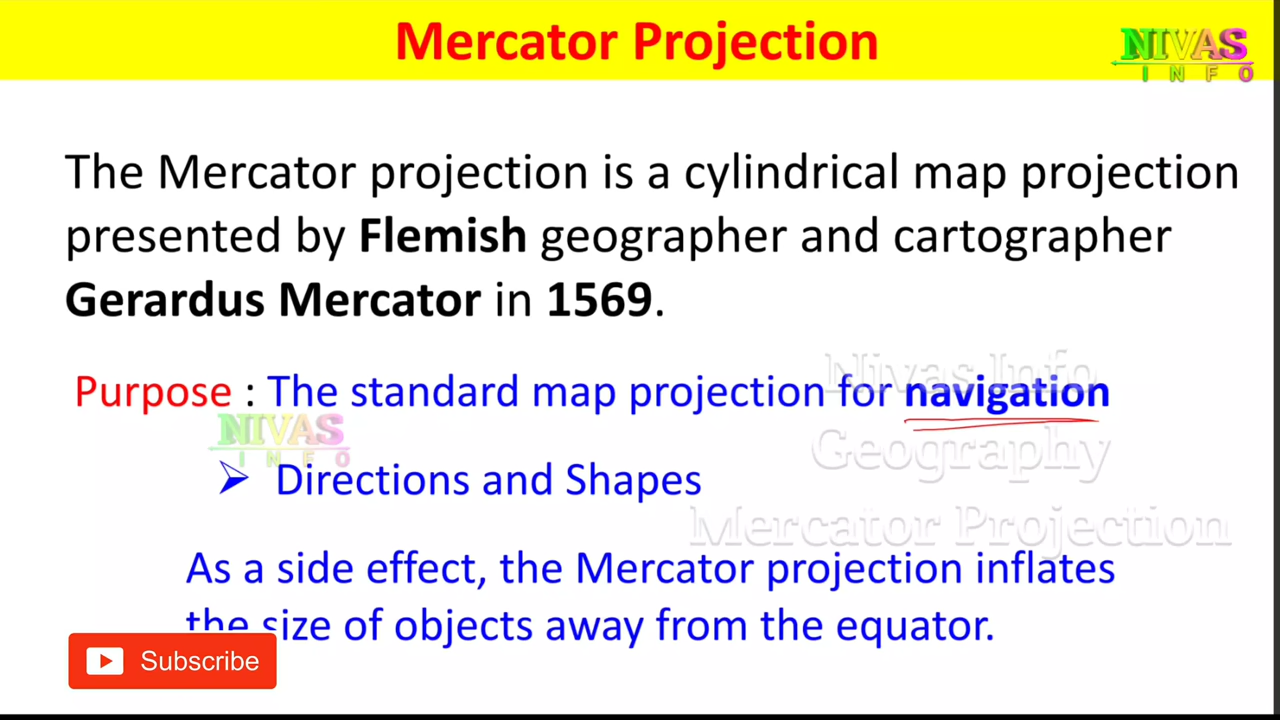 Mercator Projection
NIVAS
INFO
The Mercator projection is a cylindrical map projection
presented by Flemish geographer and cartographer
Gerardus Mercator in 1569.
Purpose : The standard map projection for navigation
Nivas Info
NIVAS
INFO
Geography
➢ Directions and Shapes
Mercator Projection
As a side effect, the Mercator projection inflates
the size of objects away from the equator.
Subscribe